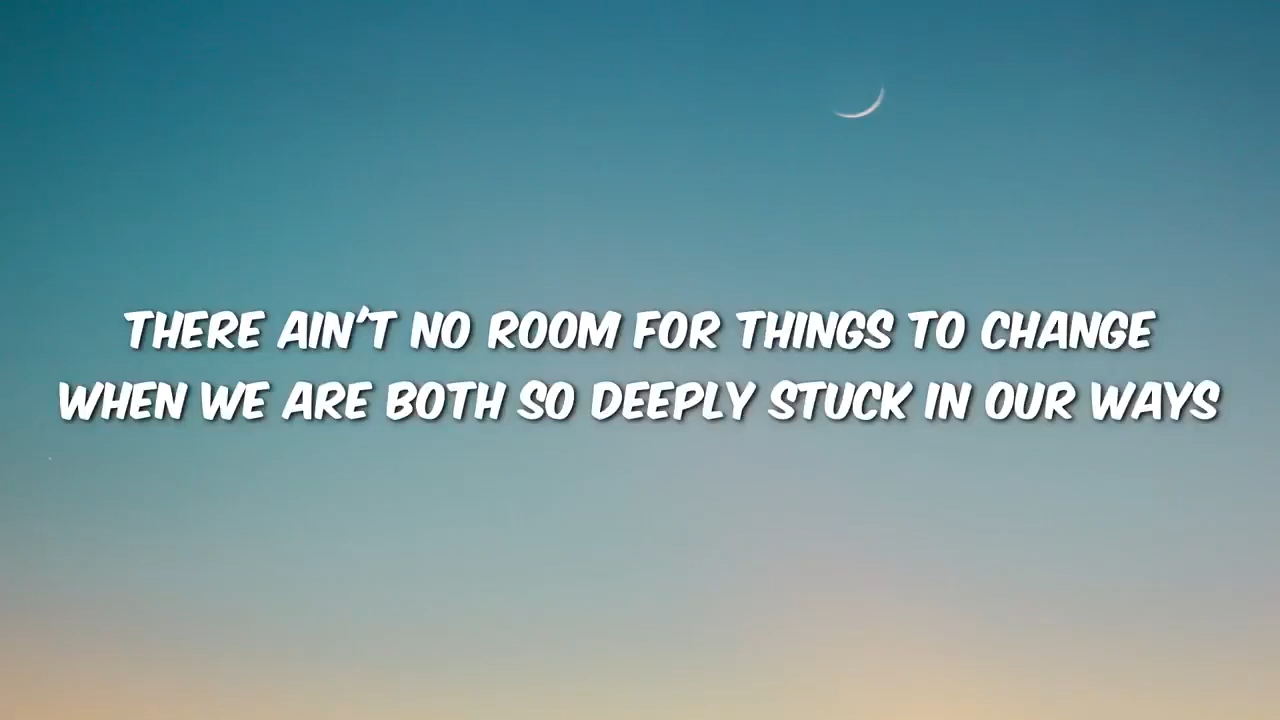 THERE AIN'T NO ROOM FOR THINGS TO CHANGE
WHEN WE ARE BOTH SO DEEPLY STUCK IN OUR WAYS